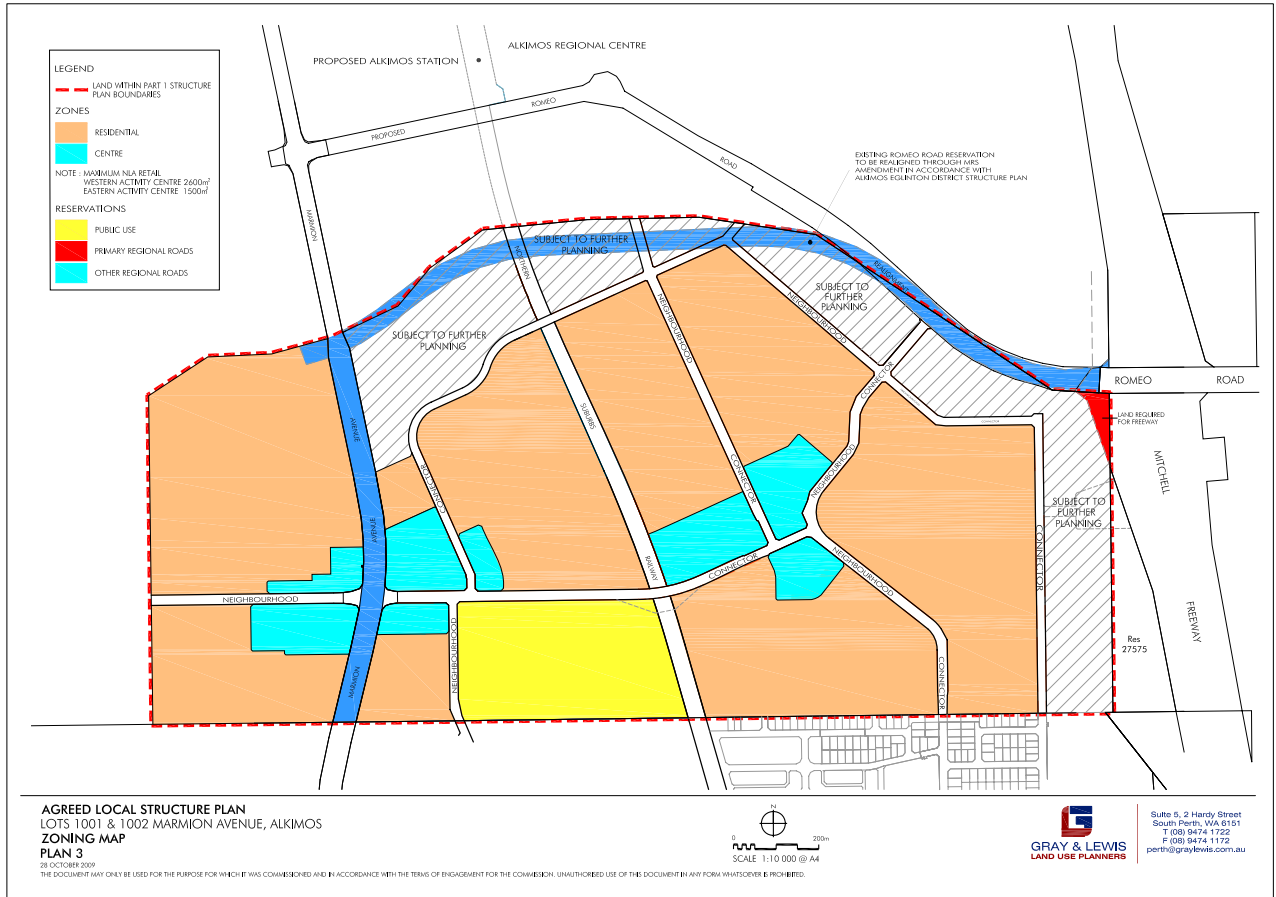 ALKIMOS REGIONAL CENTRE
PROPOSED ALKIMOS STATION
LEGEND
LAND WITHIN PART 1 STRUCTURE
PLAN BOUNDARIES
ZONES
RESIDENTIAL
CENTRE
NOTE : MAXIMUM NLA RETAIL
WESTERN ACTIVITY CENTRE 2600m²
EASTERN ACTIVITY CENTRE 1500m²
RESERVATIONS
PUBLIC USE
PRIMARY REGIONAL ROADS
OTHER REGIONAL ROADS
PROPOSED
ROMEO
ROAD
EXISTING ROMEO ROAD RESERVATION
TO BE REALIGNED THROUGH MRS
AMENDMENT IN ACCORDANCE WITH
ALKIMOS EGLINTON DISTRICT STRUCTURE PLAN
MARMION
SUBJECT TO FURTHER
PLANNING
NORTHERN
REALIGNMENT
SUBJECT TO
FURTHER
PLANNING
SUBJECT TO FURTHER
PLANNING
NEIGHBOURHOOD
NEIGHBOURHOOD
CONNECTOR
ROMEO
ROAD
AVENUE
SUBURBS
CONNECTOR
LAND REQUIRED
FOR FREEWAY
MITCHELL
CONNECTOR
CONNECTOR
NEIGHBOURHOOD
SUBJECT TO
FURTHER
PLANNING
AVENUE
RAILWAY
CONNECTOR
NEIGHBOURHOOD
CONNECTOR
NEIGHBOURHOOD
FREEWAY
NEIGHBOURHOOD
Res
27575
MARMION
CONNECTOR
AGREED LOCAL STRUCTURE PLAN
LOTS 1001 & 1002 MARMION AVENUE, ALKIMOS
ZONING MAP
PLAN 3
28 OCTOBER 2009
THE DOCUMENT MAY ONLY BE USED FOR THE PURPOSE FOR WHICH IT WAS COMMISSIONED AND IN ACCORDANCE WITH THE TERMS OF ENGAGEMENT FOR THE COMMISSION. UNAUTHORISED USE OF THIS DOCUMENT IN ANY FORM WHATSOEVER IS PROHIBITED.
N
0 200m
SCALE 1:10 000 @ A4
GRAY & LEWIS
LAND USE PLANNERS
Suite 5, 2 Hardy Street
South Perth, WA 6151
T (08) 9474 1722
F (08) 9474 1172
perth@graylewis.com.au